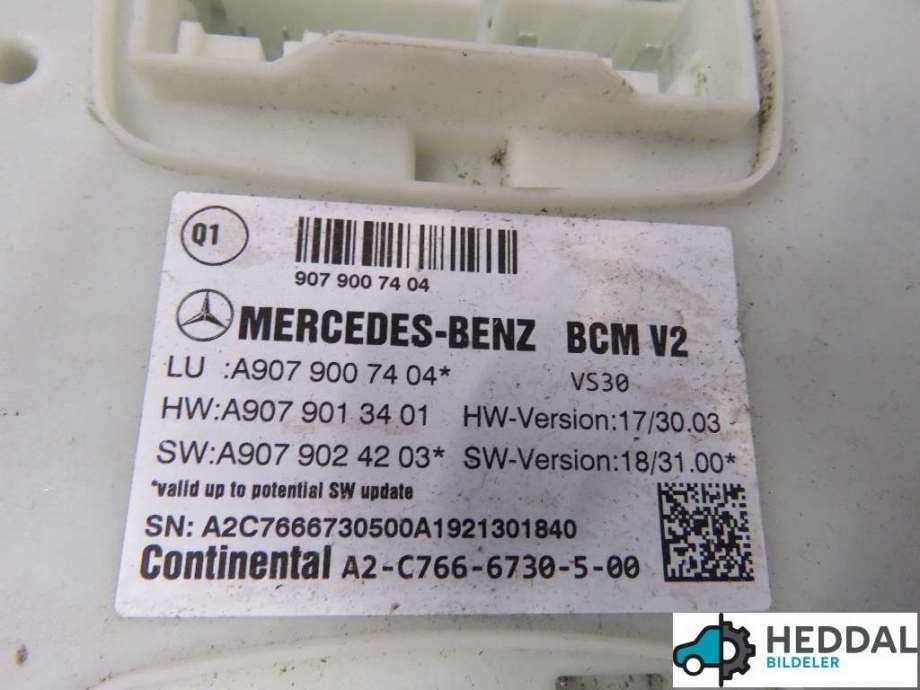 Q1
907 900 74 04
MERCEDES-BENZ BCM V2
LU :A907 900 74 04* VS30
HW:A907 901 34 01 HW-Version:17/30.03
SW:A907 902 42 03* SW-Version:18/31.00*
*valid up to potential SW update
SN: A2C7666730500A1921301840
Continental A2-C766-6730-5-00
HEDDAL
BILDELER